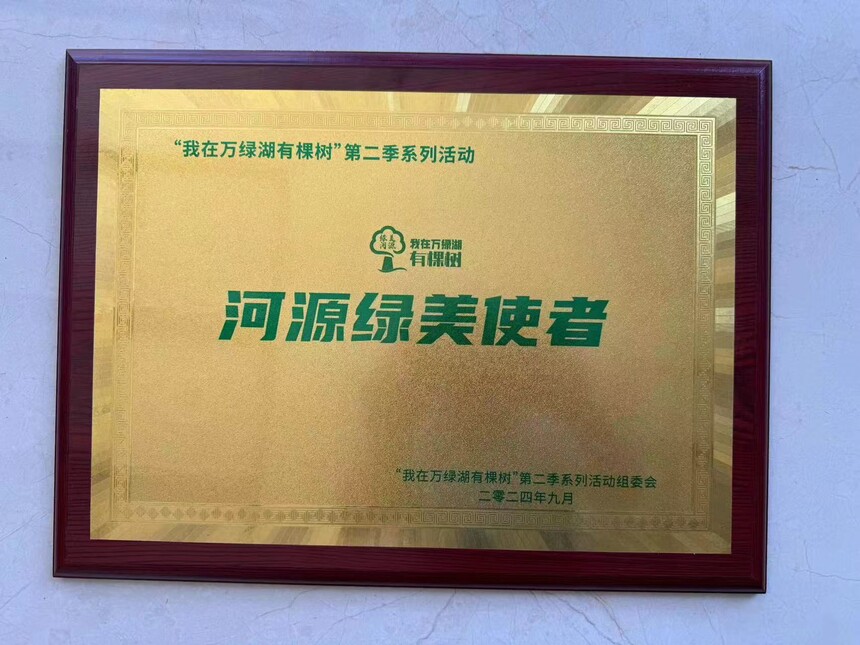 “我在万绿湖有棵树”第二季系列活动
绿美
河源
我在万绿湖
有棵树
河源绿美使者
“我在万绿湖有棵树”第二季系列活动组委会
二零二四年九月